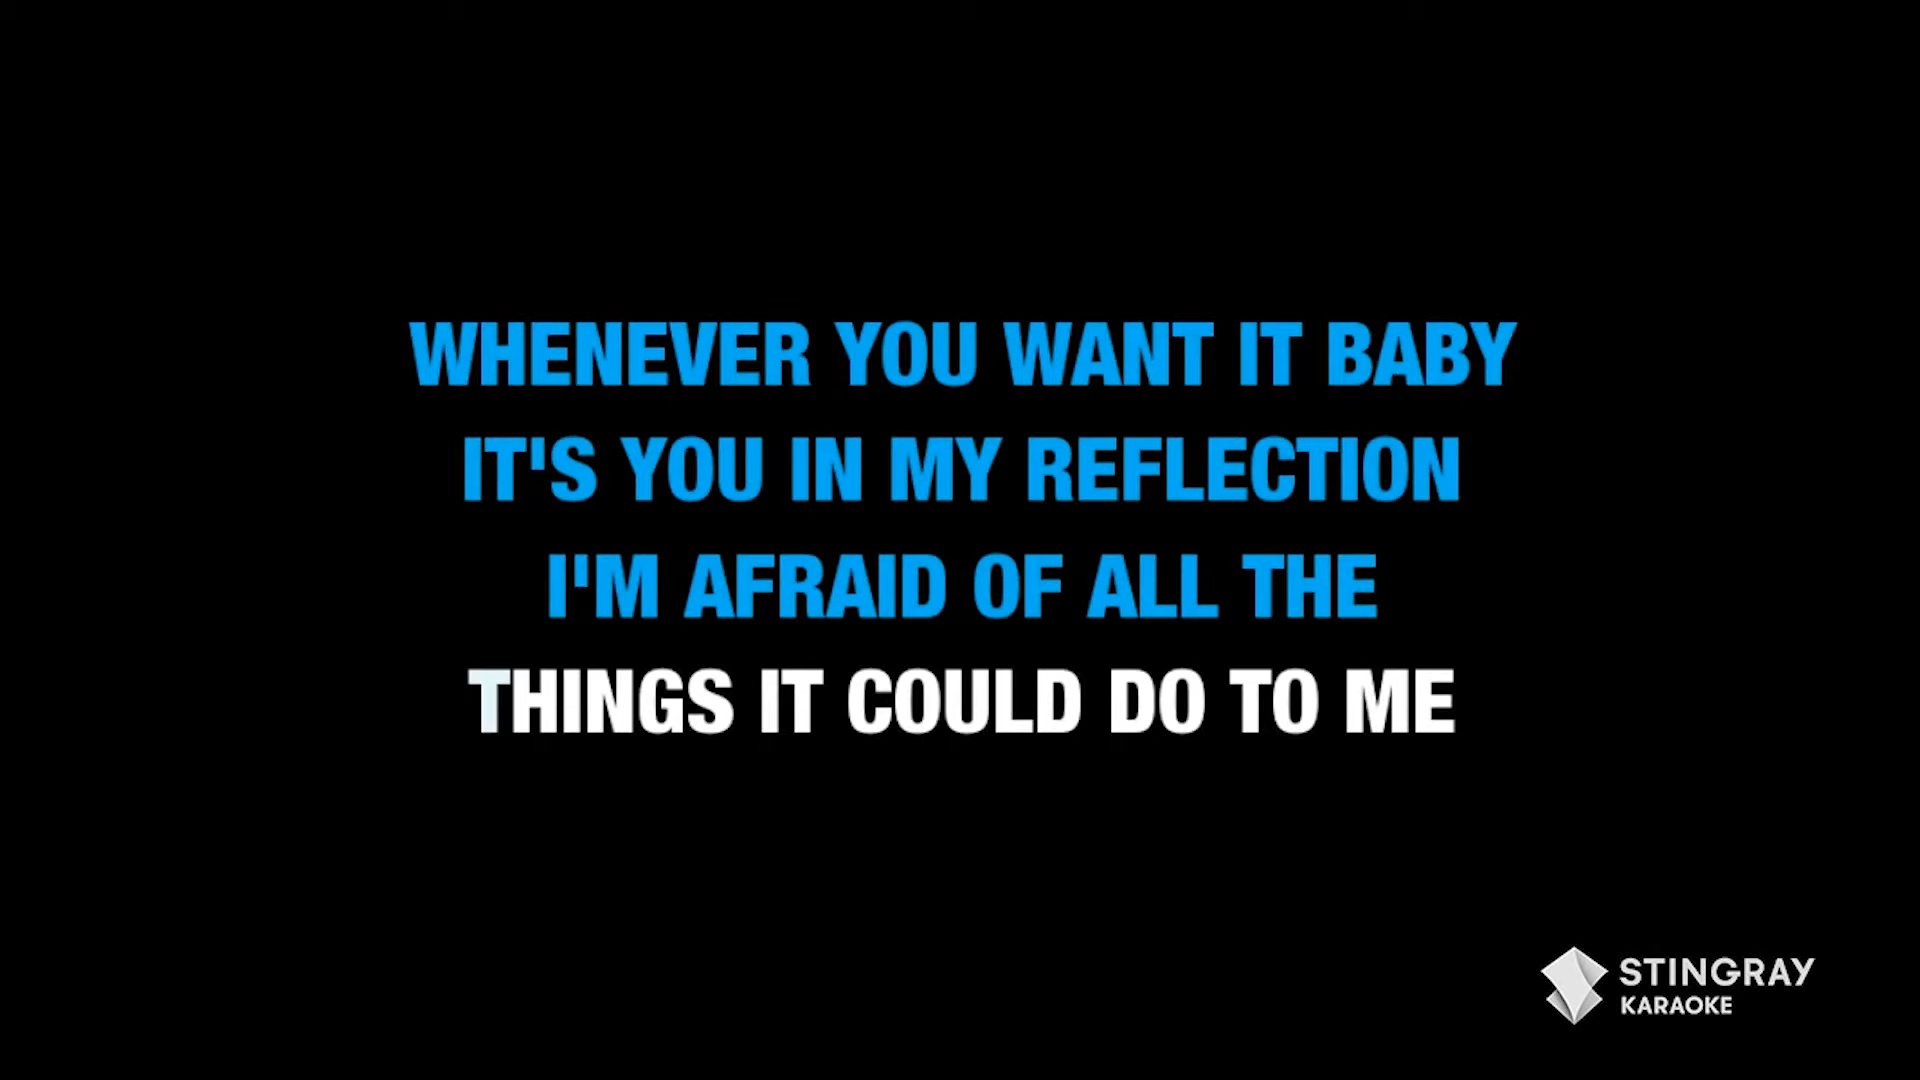 WHENEVER YOU WANT IT BABY
IT'S YOU IN MY REFLECTION
I'M AFRAID OF ALL THE
THINGS IT COULD DO TO ME
STINGRAY
KARAOKE